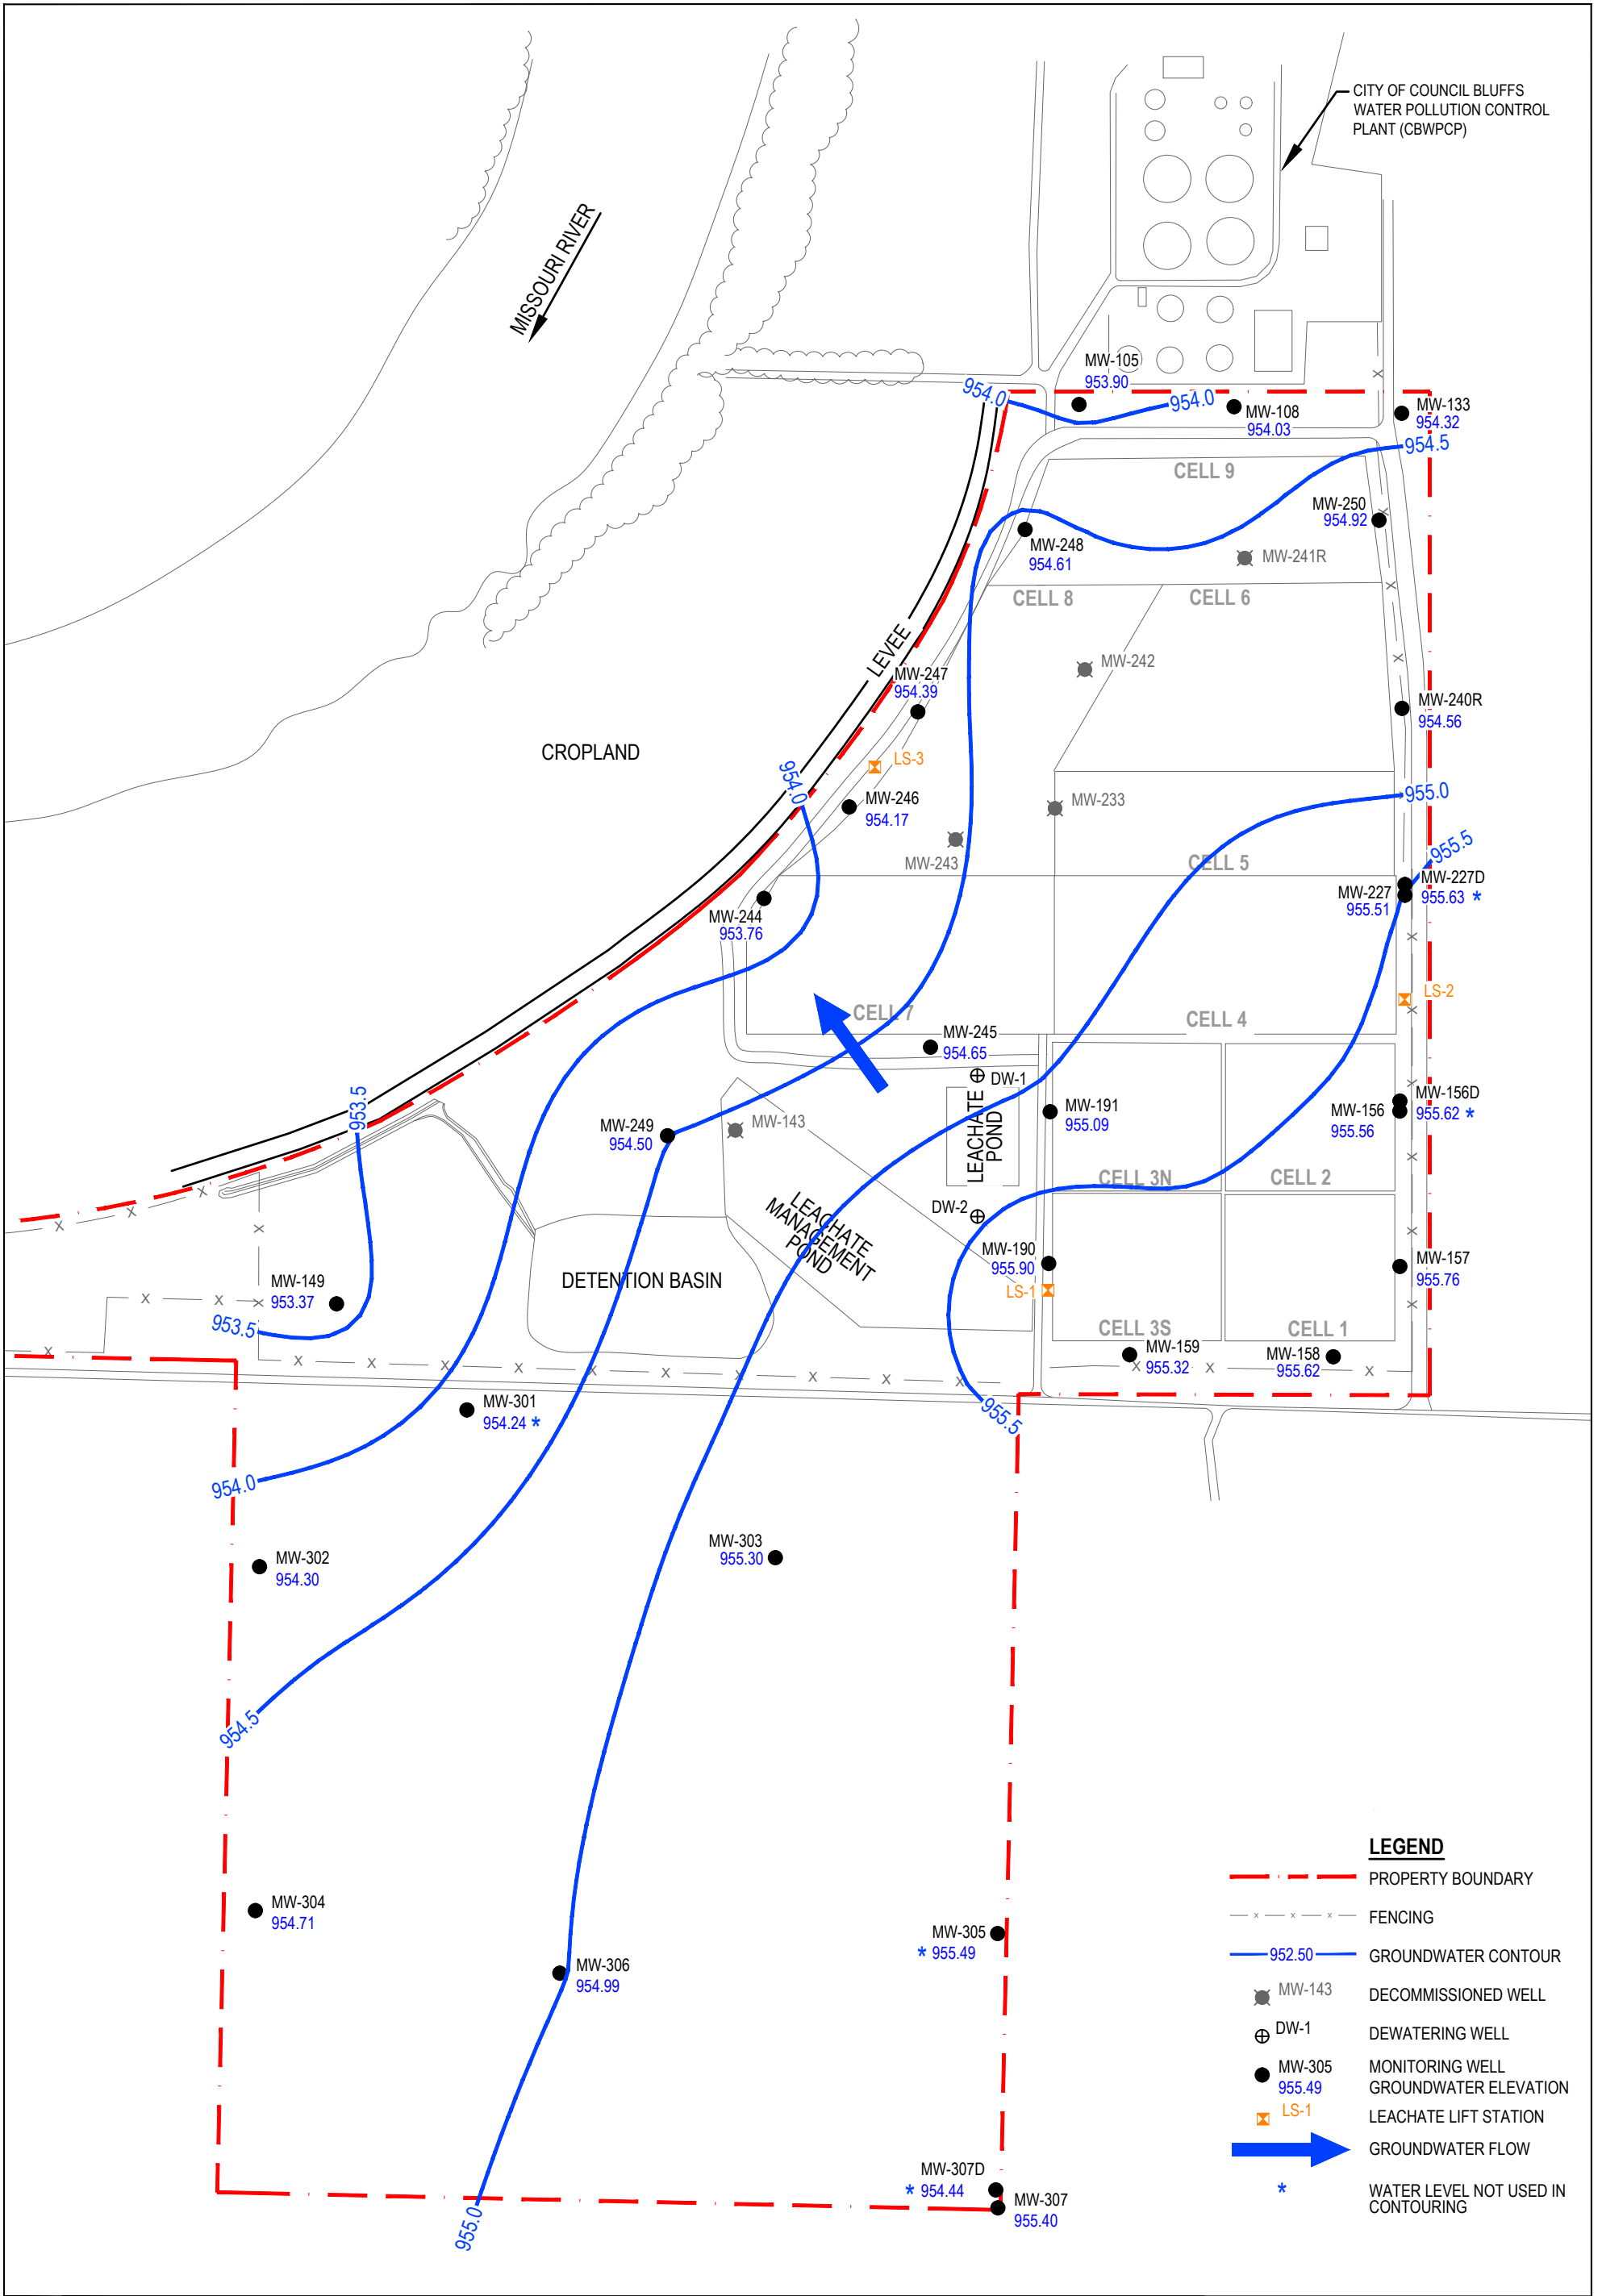 CITY OF COUNCIL BLUFFS
WATER POLLUTION CONTROL
PLANT (CBWPCP)
MISSOURI RIVER
MW-105
953.90
954.0
954.0
MW-108
954.03
MW-133
954.32
954.5
CELL 9
MW-250
954.92
MW-248
954.61
MW-241R
CELL 8
CELL 6
LEVEE
MW-242
MW-247
954.39
MW-240R
954.56
CROPLAND
LS-3
954.0
MW-246
954.17
MW-233
955.0
MW-243
CELL 5
955.5
MW-227D
955.63 *
MW-227
955.51
MW-244
953.76
LS-2
CELL 7
CELL 4
MW-245
954.65
DW-1
LEACHATE
POND
953.5
MW-249
954.50
MW-143
MW-191
955.09
MW-156D
955.62 *
MW-156
955.56
CELL 3N
CELL 2
LEACHATE
MANAGEMENT
POND
DW-2
MW-190
955.90
LS-1
MW-157
955.76
DETENTION BASIN
MW-149
953.37
953.5
CELL 3S
CELL 1
MW-159
955.32
MW-158
955.62
MW-301
954.24 *
955.5
954.0
MW-302
954.30
MW-303
955.30
954.5
MW-304
954.71
MW-305
* 955.49
MW-306
954.99
MW-307D
* 954.44
MW-307
955.40
955.0
LEGEND
PROPERTY BOUNDARY
x x x FENCING
952.50 GROUNDWATER CONTOUR
MW-143 DECOMMISSIONED WELL
DW-1 DEWATERING WELL
MW-305 MONITORING WELL
955.49 GROUNDWATER ELEVATION
LS-1 LEACHATE LIFT STATION
GROUNDWATER FLOW
* WATER LEVEL NOT USED IN
CONTOURING